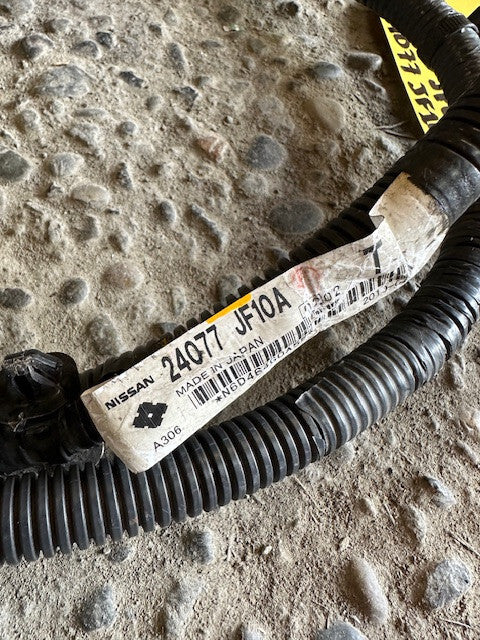 NISSAN
24077 JF10A
MADE IN JAPAN
A306
T